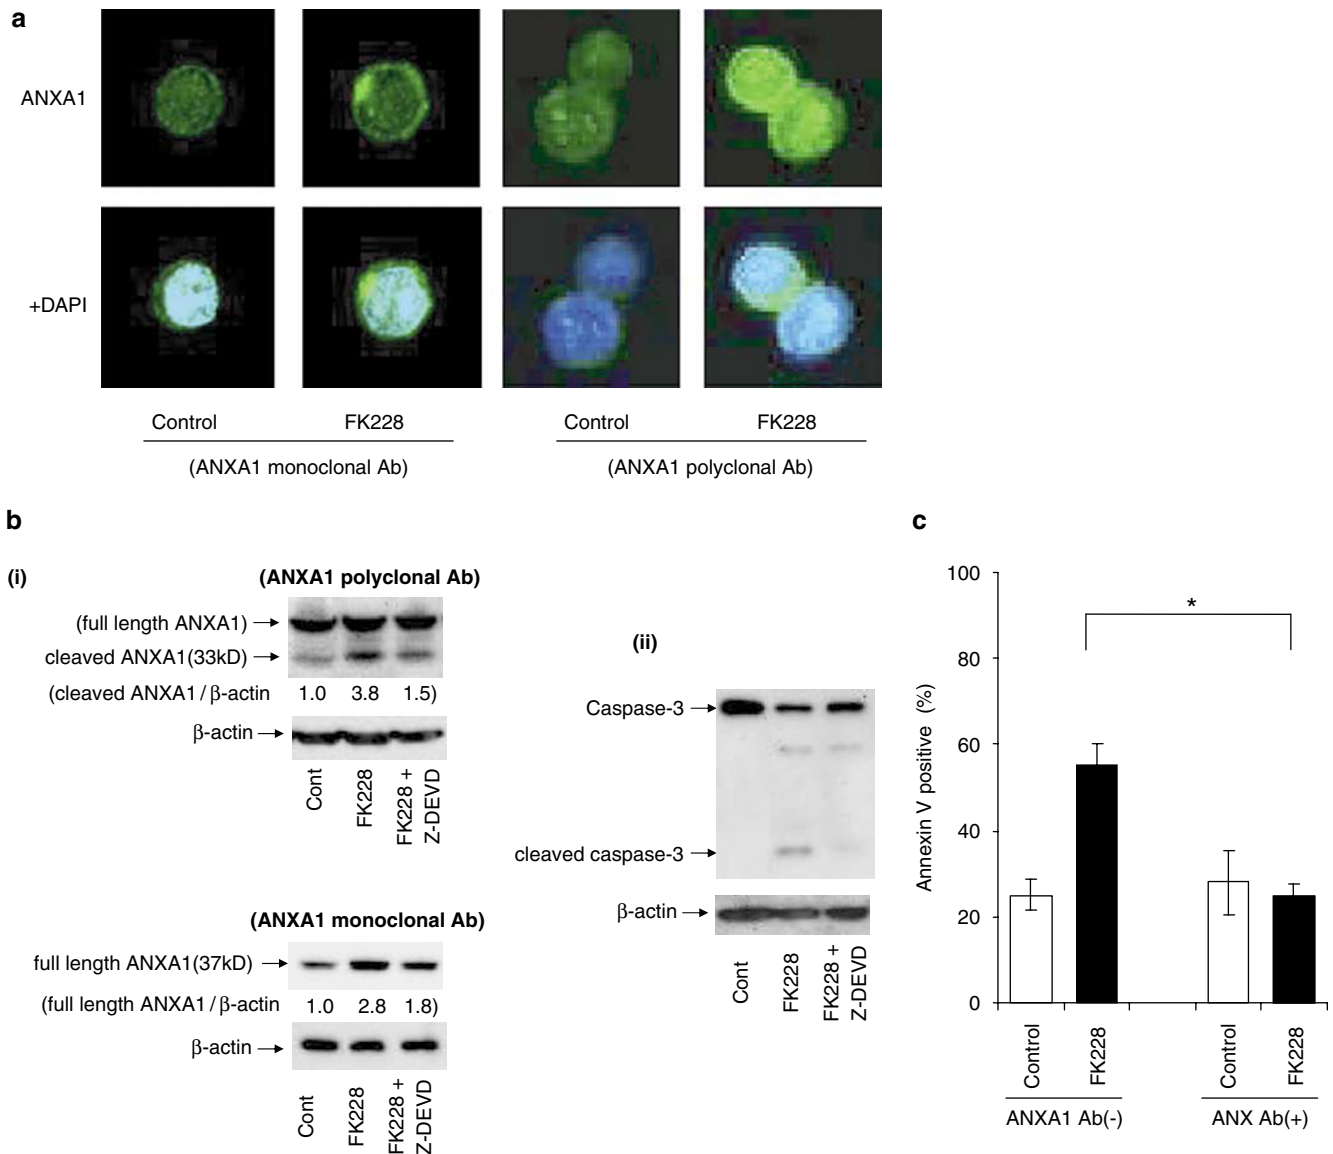 a
ANXA1
+DAPI
Control
FK228
Control
FK228
(ANXA1 monoclonal Ab)
(ANXA1 polyclonal Ab)
b
(i)
(ANXA1 polyclonal Ab)
(full length ANXA1)
cleaved ANXA1(33kD)
(cleaved ANXA1/β-actin 1.0 3.8 1.5)
β-actin
Cont
FK228
FK228 +
Z-DEVD
(ANXA1 monoclonal Ab)
full length ANXA1(37kD)
(full length ANXA1/β-actin 1.0 2.8 1.8)
β-actin
Cont
FK228
FK228 +
Z-DEVD
(ii)
Caspase-3
cleaved caspase-3
β-actin
Cont
FK228
FK228 +
Z-DEVD
c
Annexin V positive (%)
100
80
60
40
20
0
*
Control
FK228
Control
FK228
ANXA1 Ab(-)
ANX Ab(+)